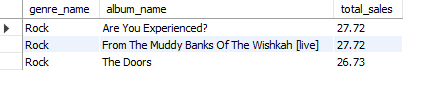 genre_name album_name total_sales
Rock Are You Experienced? 27.72
Rock From The Muddy Banks Of The Wishkah [live] 27.72
Rock The Doors 26.73